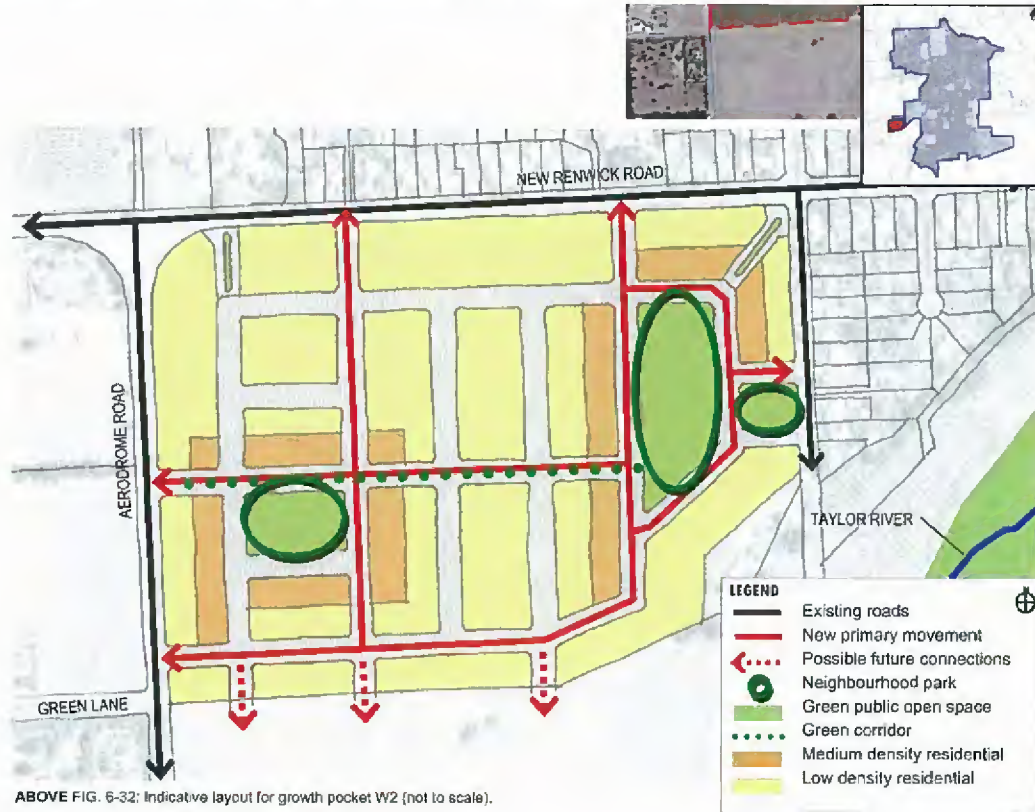 NEW RENWICK ROAD
AERODROME ROAD
TAYLOR RIVER
GREEN LANE
LEGEND
Existing roads
New primary movement
Possible future connections
Neighbourhood park
Green public open space
Green corridor
Medium density residential
Low density residential
ABOVE FIG. 6-32: Indicative layout for growth pocket W2 (not to scale).